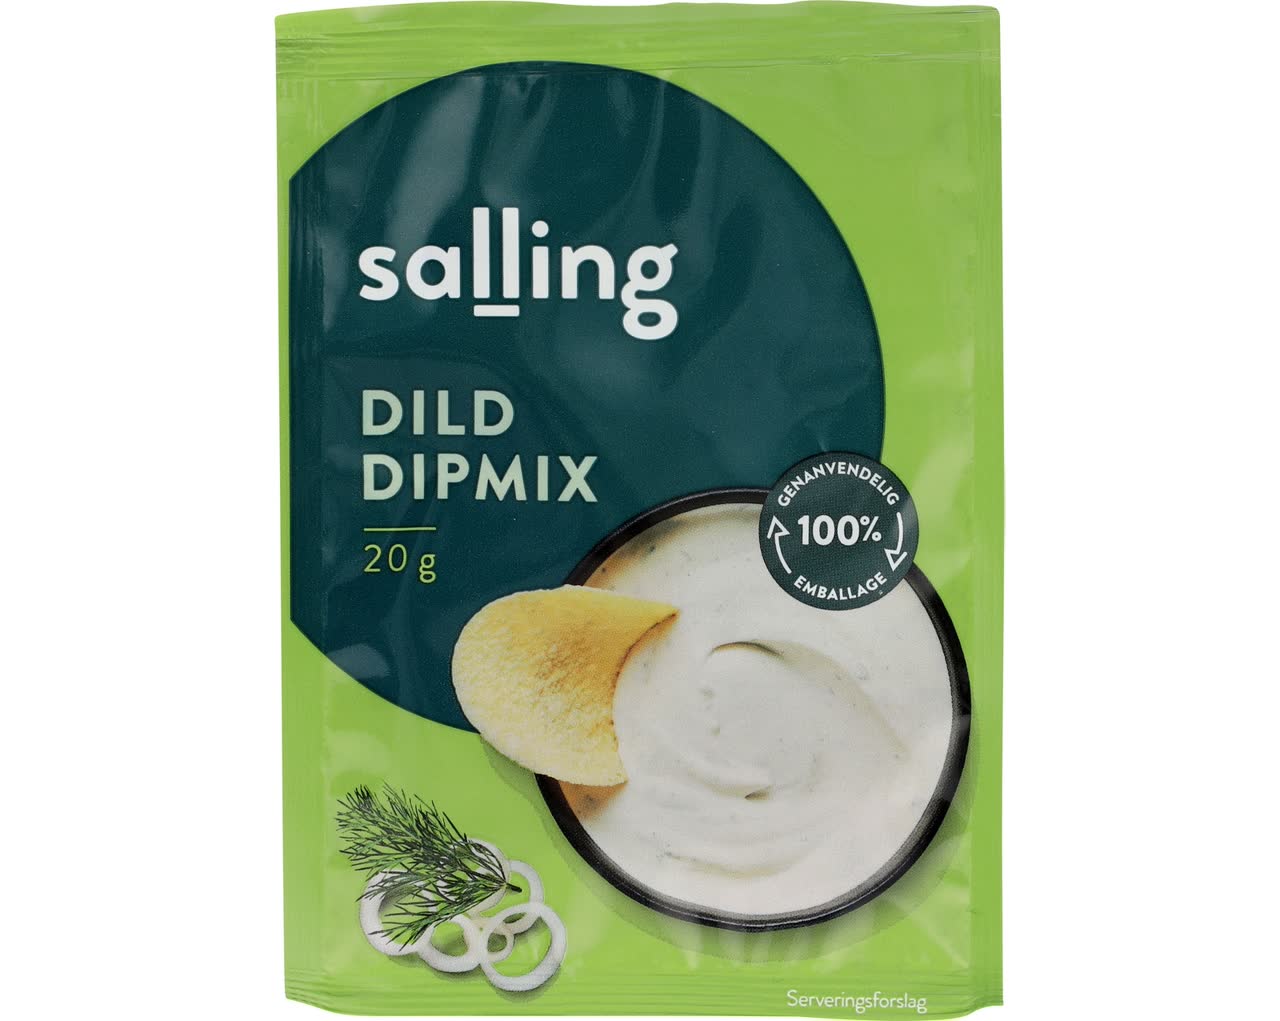 salling
DILD
DIPMIX
20 g
GENANVENDELIG
100%
EMBALLAGE
Serveringsforslag